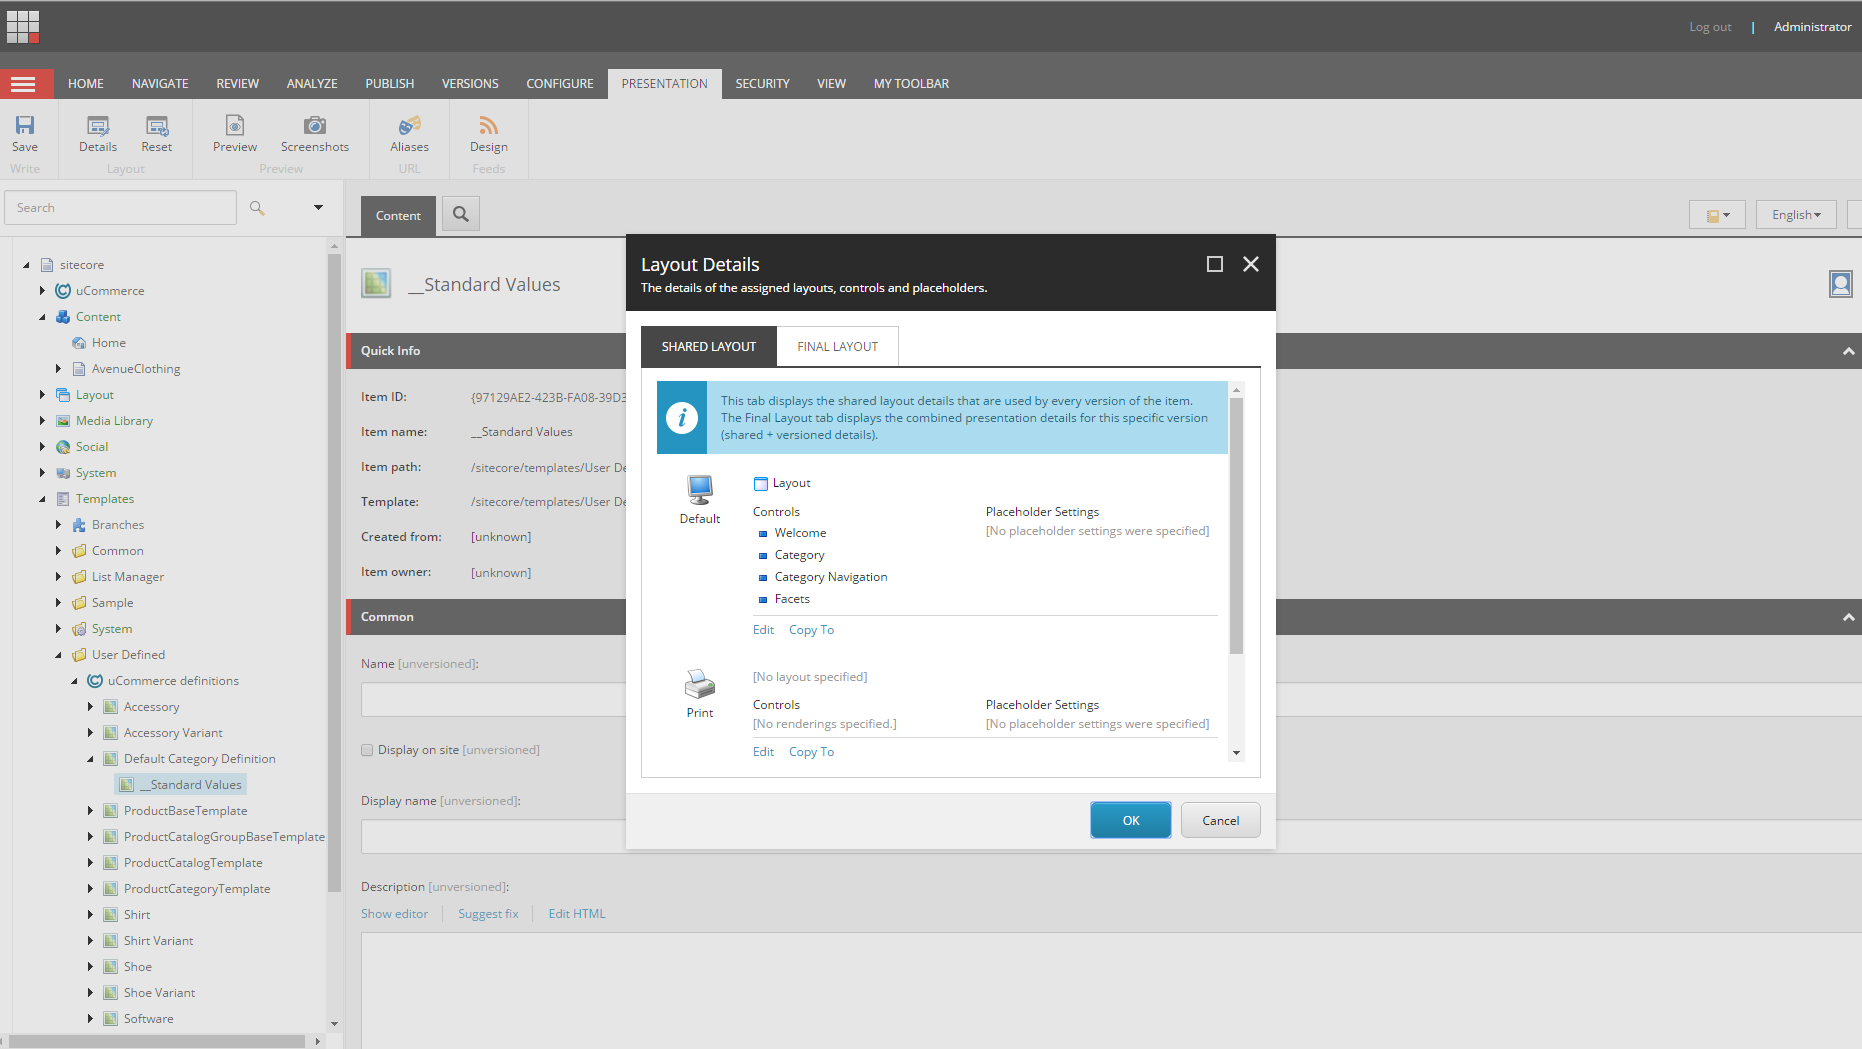 Log out | Administrator
HOME NAVIGATE REVIEW ANALYZE PUBLISH VERSIONS CONFIGURE PRESENTATION SECURITY VIEW MY TOOLBAR
Save Details Reset Preview Screenshots Aliases Design
Write Layout Preview URL Feeds
Search
Content
English
sitecore
uCommerce
Content
Home
AvenueClothing
Layout
Media Library
Social
System
Templates
Branches
Common
List Manager
Sample
System
User Defined
uCommerce definitions
Accessory
Accessory Variant
Default Category Definition
__Standard Values
ProductBaseTemplate
ProductCatalogGroupBaseTemplate
ProductCatalogTemplate
ProductCategoryTemplate
Shirt
Shirt Variant
Shoe
Shoe Variant
Software
__Standard Values
Quick Info
Item ID: {97129AE2-423B-FA08-39D3
Item name: __Standard Values
Item path: /sitecore/templates/User De
Template: /sitecore/templates/User De
Created from: [unknown]
Item owner: [unknown]
Common
Name [unversioned]:
Display on site [unversioned]
Display name [unversioned]:
Description [unversioned]:
Show editor Suggest fix Edit HTML
Layout Details
The details of the assigned layouts, controls and placeholders.
SHARED LAYOUT FINAL LAYOUT
This tab displays the shared layout details that are used by every version of the item.
The Final Layout tab displays the combined presentation details for this specific version
(shared + versioned details).
Default
Layout
Controls Placeholder Settings
Welcome [No placeholder settings were specified]
Category
Category Navigation
Facets
Edit Copy To
Print
[No layout specified]
Controls Placeholder Settings
[No renderings specified.] [No placeholder settings were specified]
Edit Copy To
OK Cancel